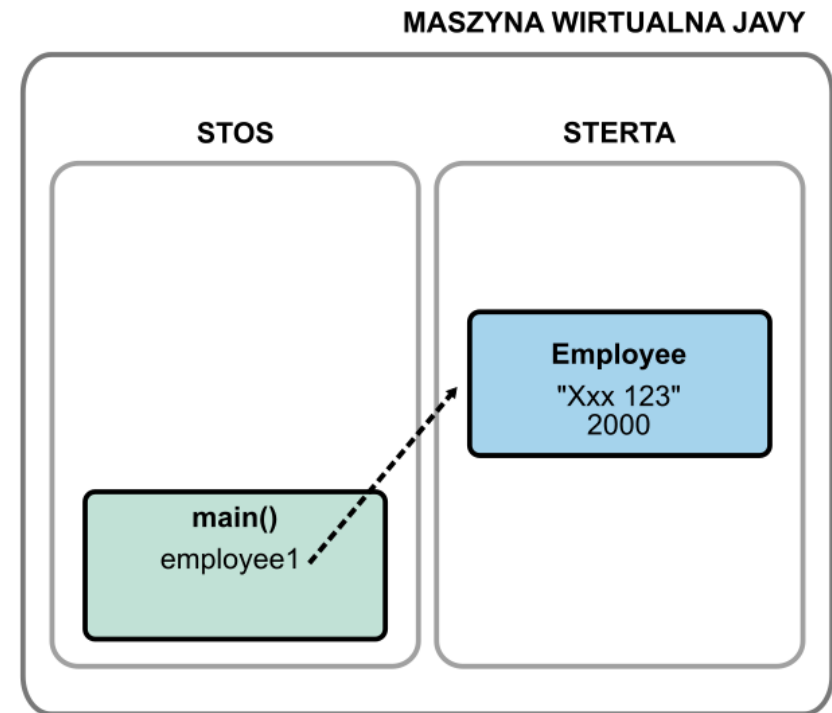 MASZYNA WIRTUALNA JAVY
STOS
STERTA
Employee
"Xxx 123"
2000
main()
employee1